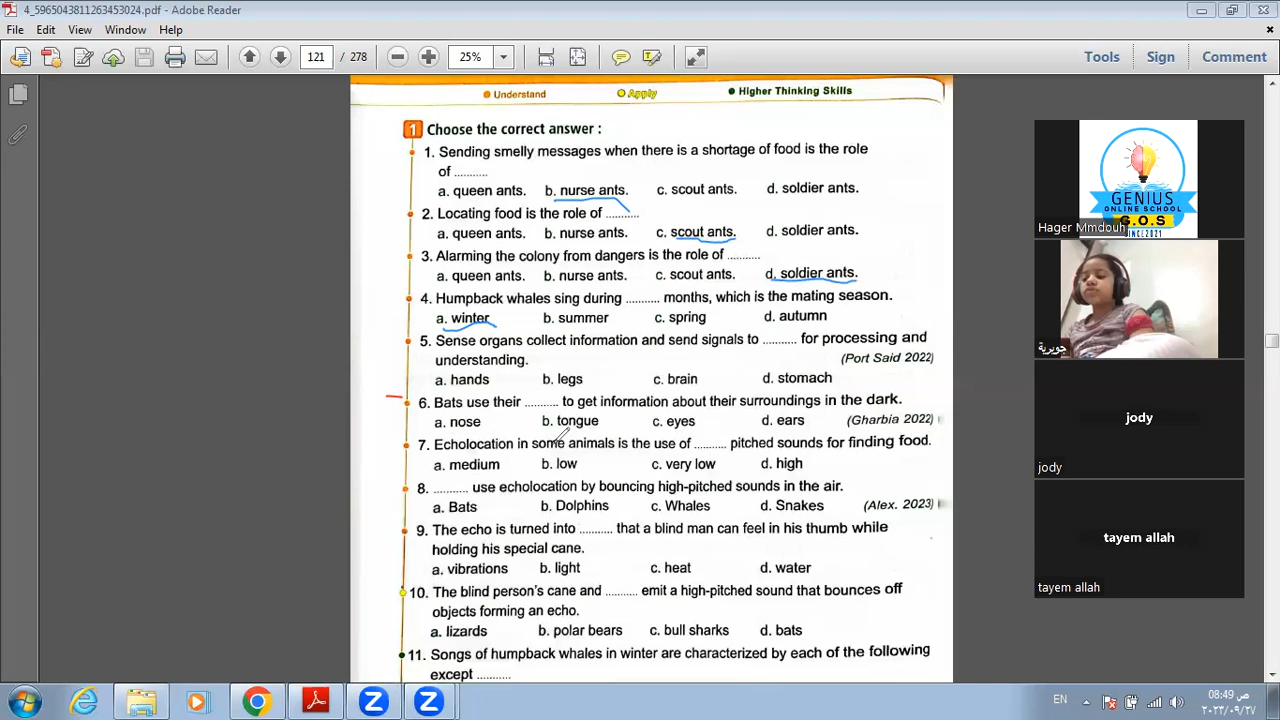 4_5965043811263453024.pdf - Adobe Reader
File Edit View Window Help
121 / 278 25% Tools Sign Comment
Understand Apply Higher Thinking Skills
1 Choose the correct answer :
1. Sending smelly messages when there is a shortage of food is the role
of ..........
a. queen ants. b. nurse ants. c. scout ants. d. soldier ants.
2. Locating food is the role of ..........
a. queen ants. b. nurse ants. c. scout ants. d. soldier ants.
3. Alarming the colony from dangers is the role of ..........
a. queen ants. b. nurse ants. c. scout ants. d. soldier ants.
4. Humpback whales sing during .......... months, which is the mating season.
a. winter b. summer c. spring d. autumn
5. Sense organs collect information and send signals to .......... for processing and
understanding. (Port Said 2022)
a. hands b. legs c. brain d. stomach
6. Bats use their .......... to get information about their surroundings in the dark.
a. nose b. tongue c. eyes d. ears (Gharbia 2022)
7. Echolocation in some animals is the use of .......... pitched sounds for finding food.
a. medium b. low c. very low d. high
8. .......... use echolocation by bouncing high-pitched sounds in the air.
a. Bats b. Dolphins c. Whales d. Snakes (Alex. 2023)
9. The echo is turned into .......... that a blind man can feel in his thumb while
holding his special cane.
a. vibrations b. light c. heat d. water
10. The blind person's cane and .......... emit a high-pitched sound that bounces off
objects forming an echo.
a. lizards b. polar bears c. bull sharks d. bats
11. Songs of humpback whales in winter are characterized by each of the following
except ..........
GENIUS
ONLINE SCHOOL
G.O.S
SINCE2021
Hager Mmdouh
جويرية
jody
jody
tayem allah
tayem allah
EN
08:49 ص
٢٠٢٣/٠٩/٢٧